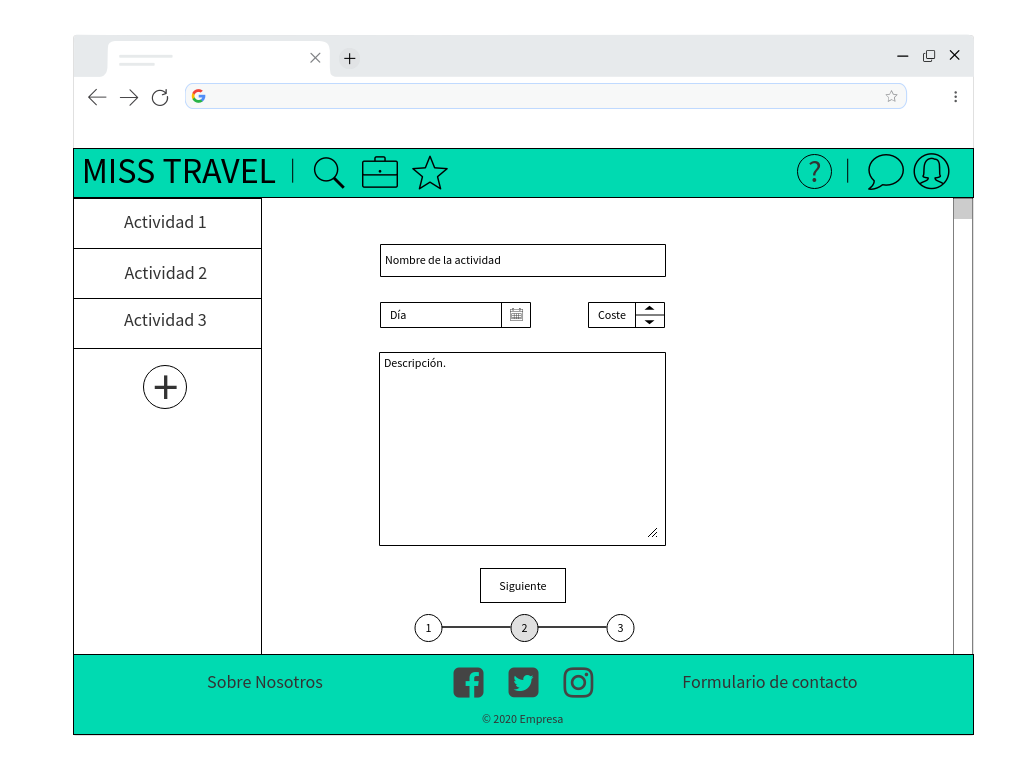 MISS TRAVEL
?
Actividad 1
Actividad 2
Actividad 3
Nombre de la actividad
Día
Coste
Descripción.
Siguiente
1 2 3
Sobre Nosotros
Formulario de contacto
© 2020 Empresa